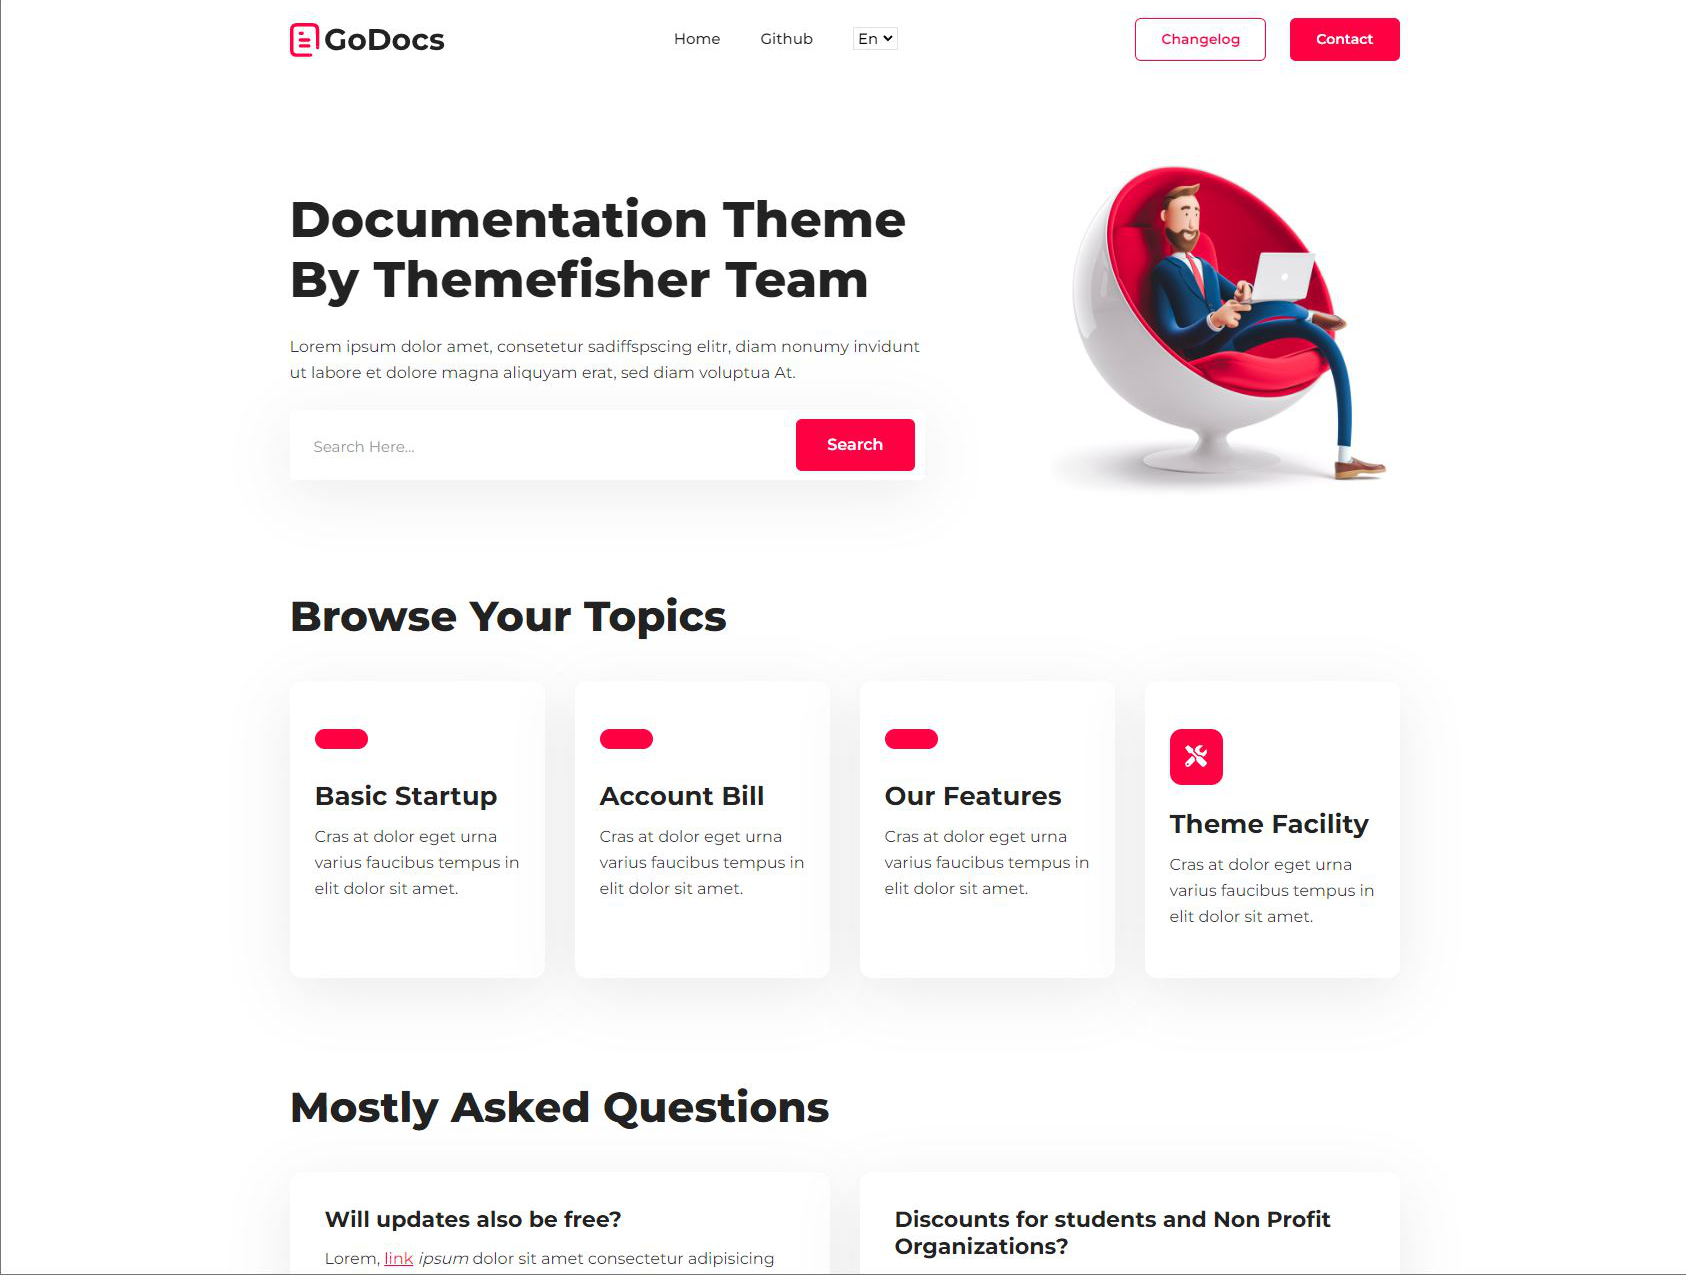 GoDocs
Home
Github
En
Changelog
Contact
Documentation Theme
By Themefisher Team
Lorem ipsum dolor amet, consetetur sadiffspscing elitr, diam nonumy invidunt
ut labore et dolore magna aliquyam erat, sed diam voluptua At.
Search Here...
Search
Browse Your Topics
Basic Startup
Cras at dolor eget urna
varius faucibus tempus in
elit dolor sit amet.
Account Bill
Cras at dolor eget urna
varius faucibus tempus in
elit dolor sit amet.
Our Features
Cras at dolor eget urna
varius faucibus tempus in
elit dolor sit amet.
Theme Facility
Cras at dolor eget urna
varius faucibus tempus in
elit dolor sit amet.
Mostly Asked Questions
Will updates also be free?
Lorem, link ipsum dolor sit amet consectetur adipisicing
Discounts for students and Non Profit
Organizations?